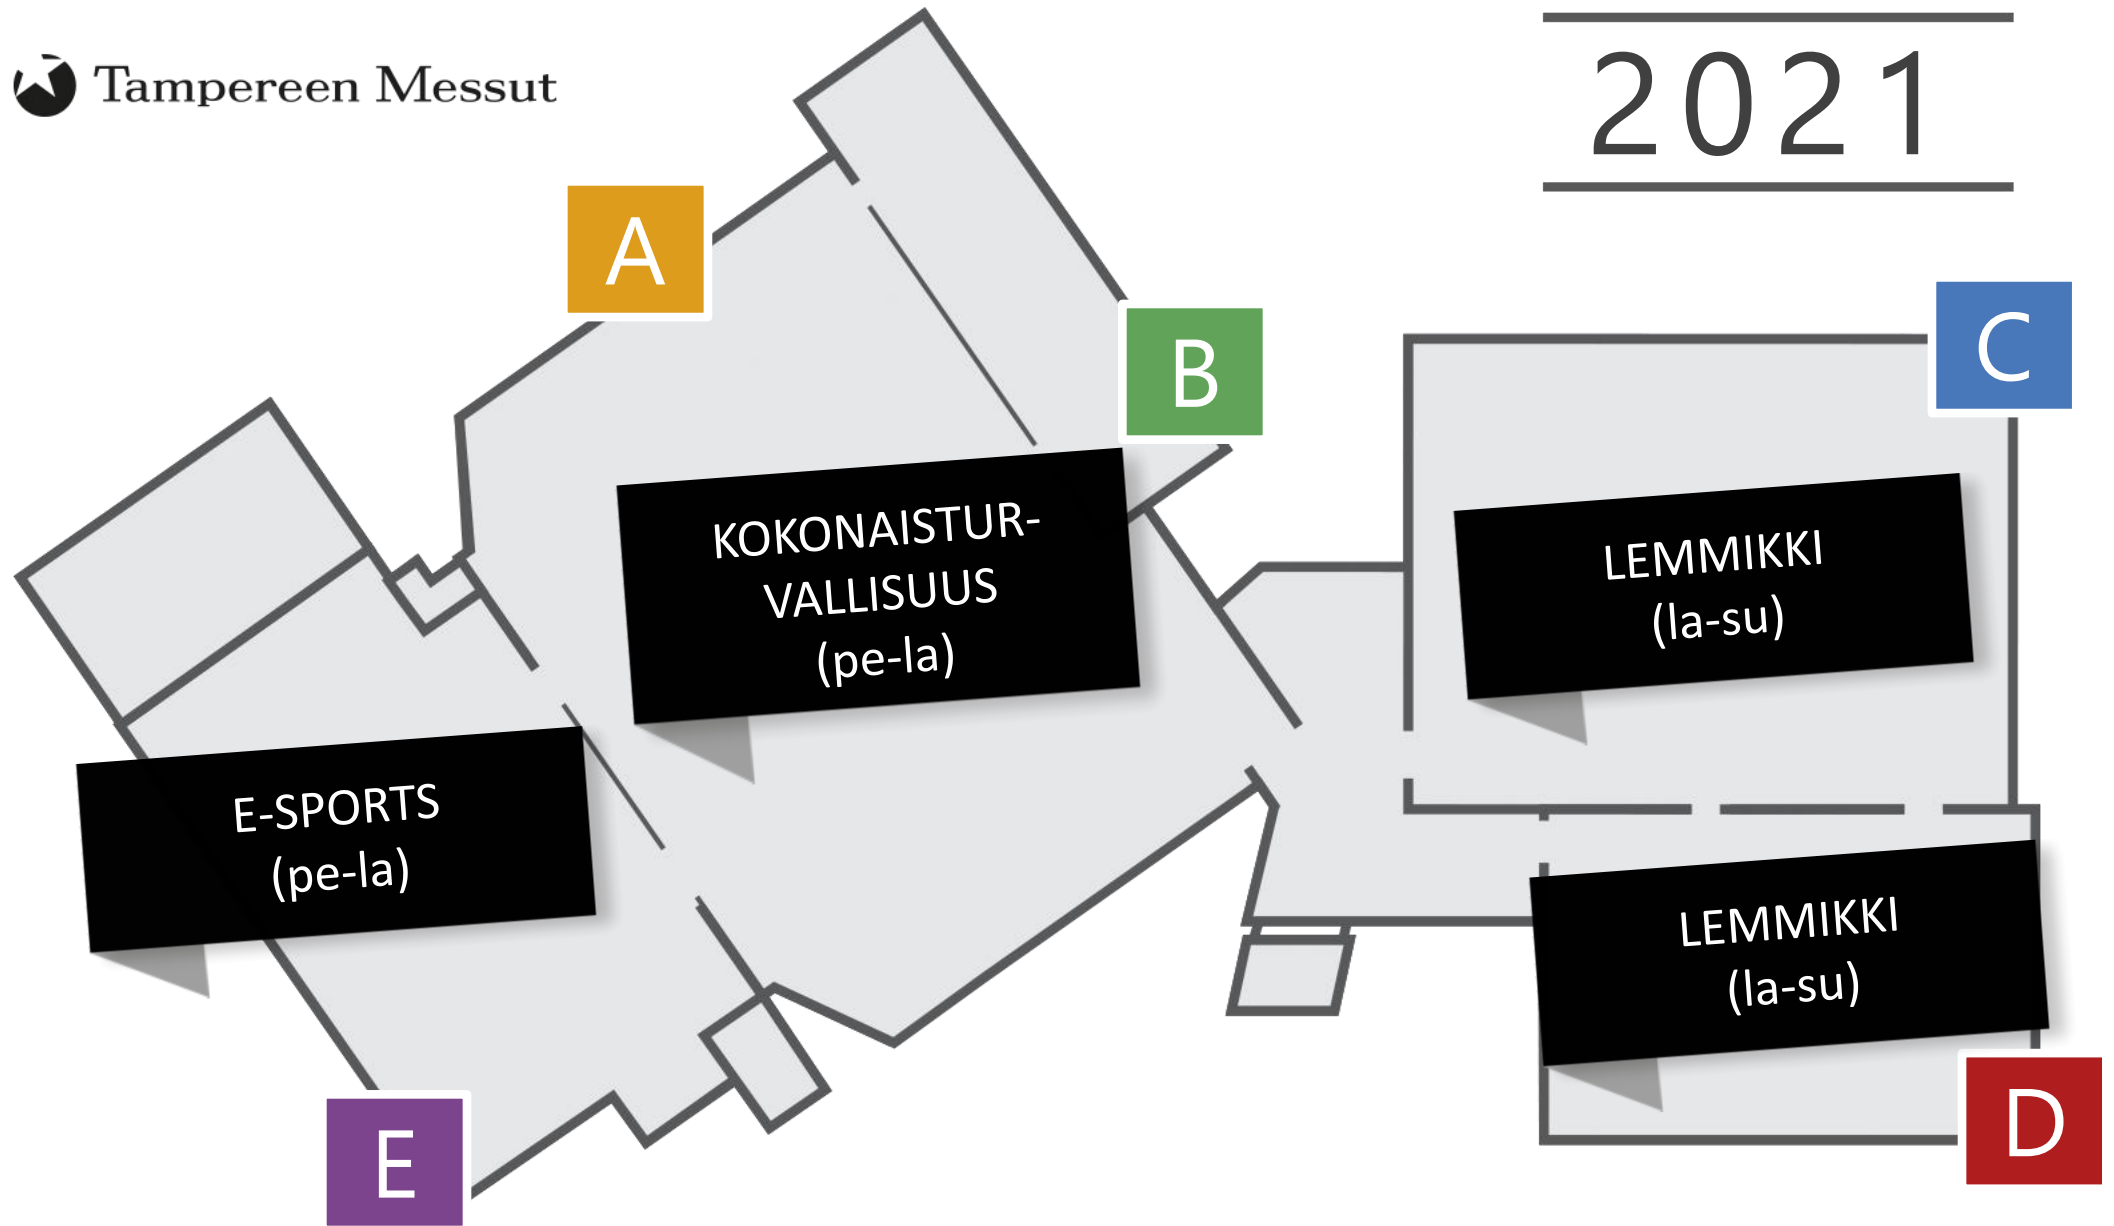 Tampereen Messut
2021
A
B
C
KOKONAISTUR-
VALLISUUS
(pe-la)
LEMMIKKI
(la-su)
E-SPORTS
(pe-la)
LEMMIKKI
(la-su)
E
D